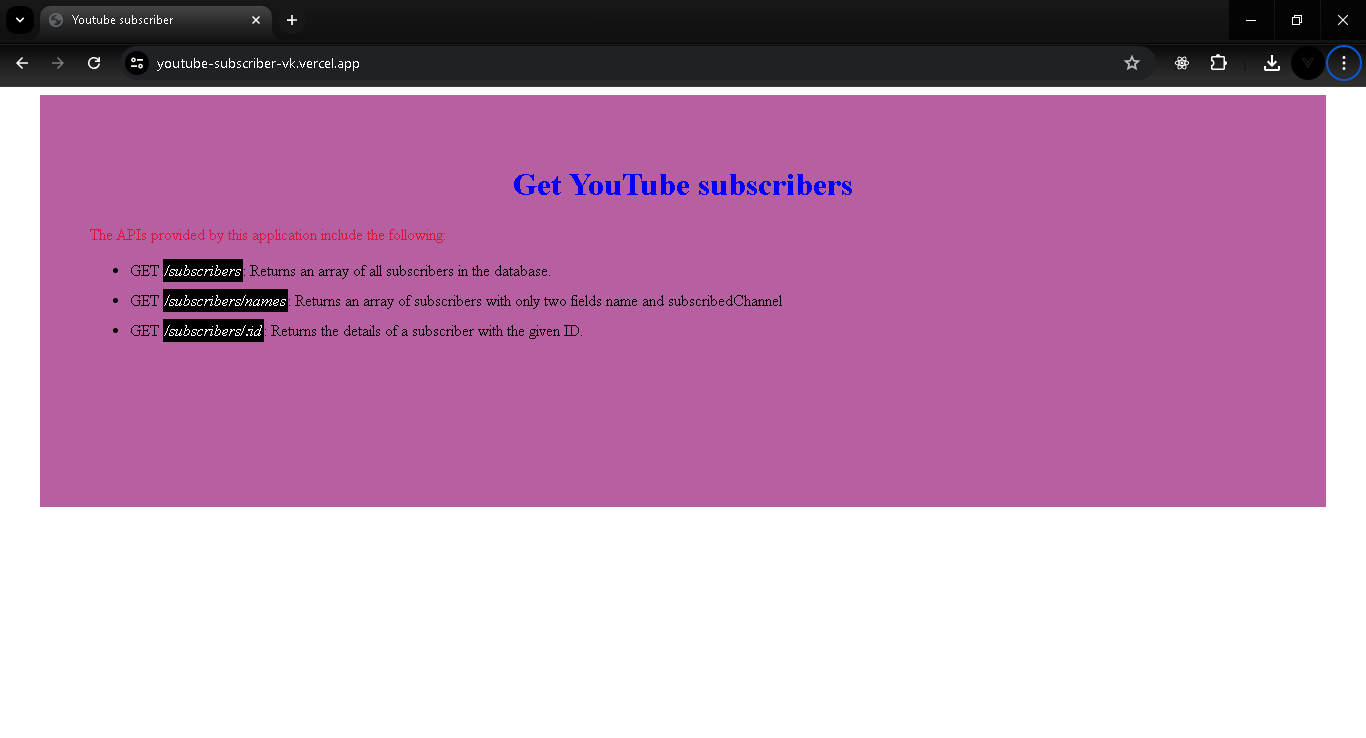 Youtube subscriber
youtube-subscriber-vk.vercel.app
Get YouTube subscribers
The APIs provided by this application include the following:
• GET /subscribers: Returns an array of all subscribers in the database.
• GET /subscribers/names: Returns an array of subscribers with only two fields name and subscribedChannel
• GET /subscribers/:id: Returns the details of a subscriber with the given ID.